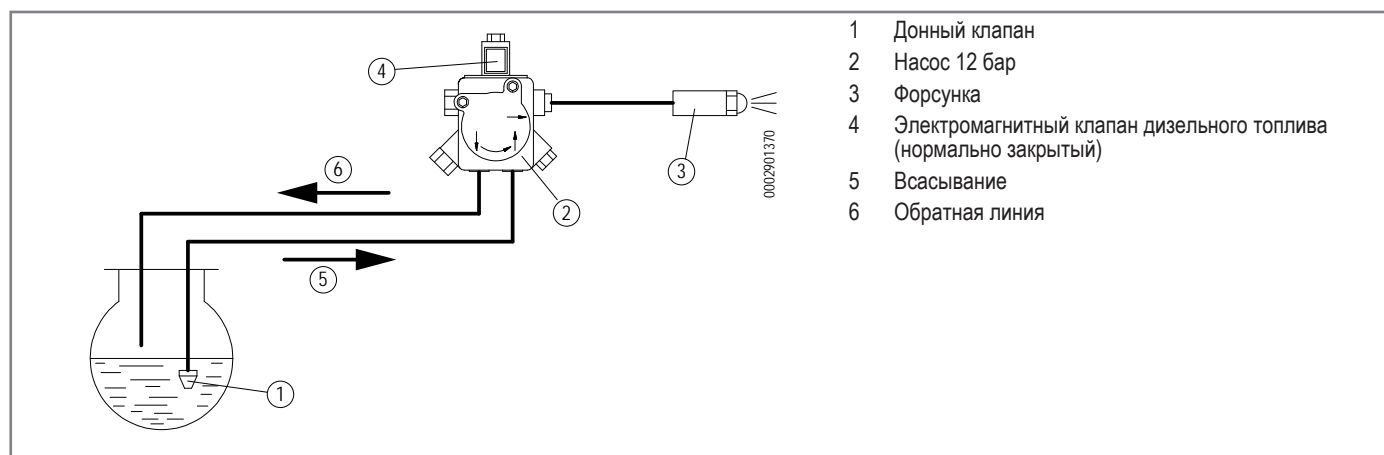 4
3
2
6
5
1
0002901370
1 Донный клапан
2 Насос 12 бар
3 Форсунка
4 Электромагнитный клапан дизельного топлива
(нормально закрытый)
5 Всасывание
6 Обратная линия